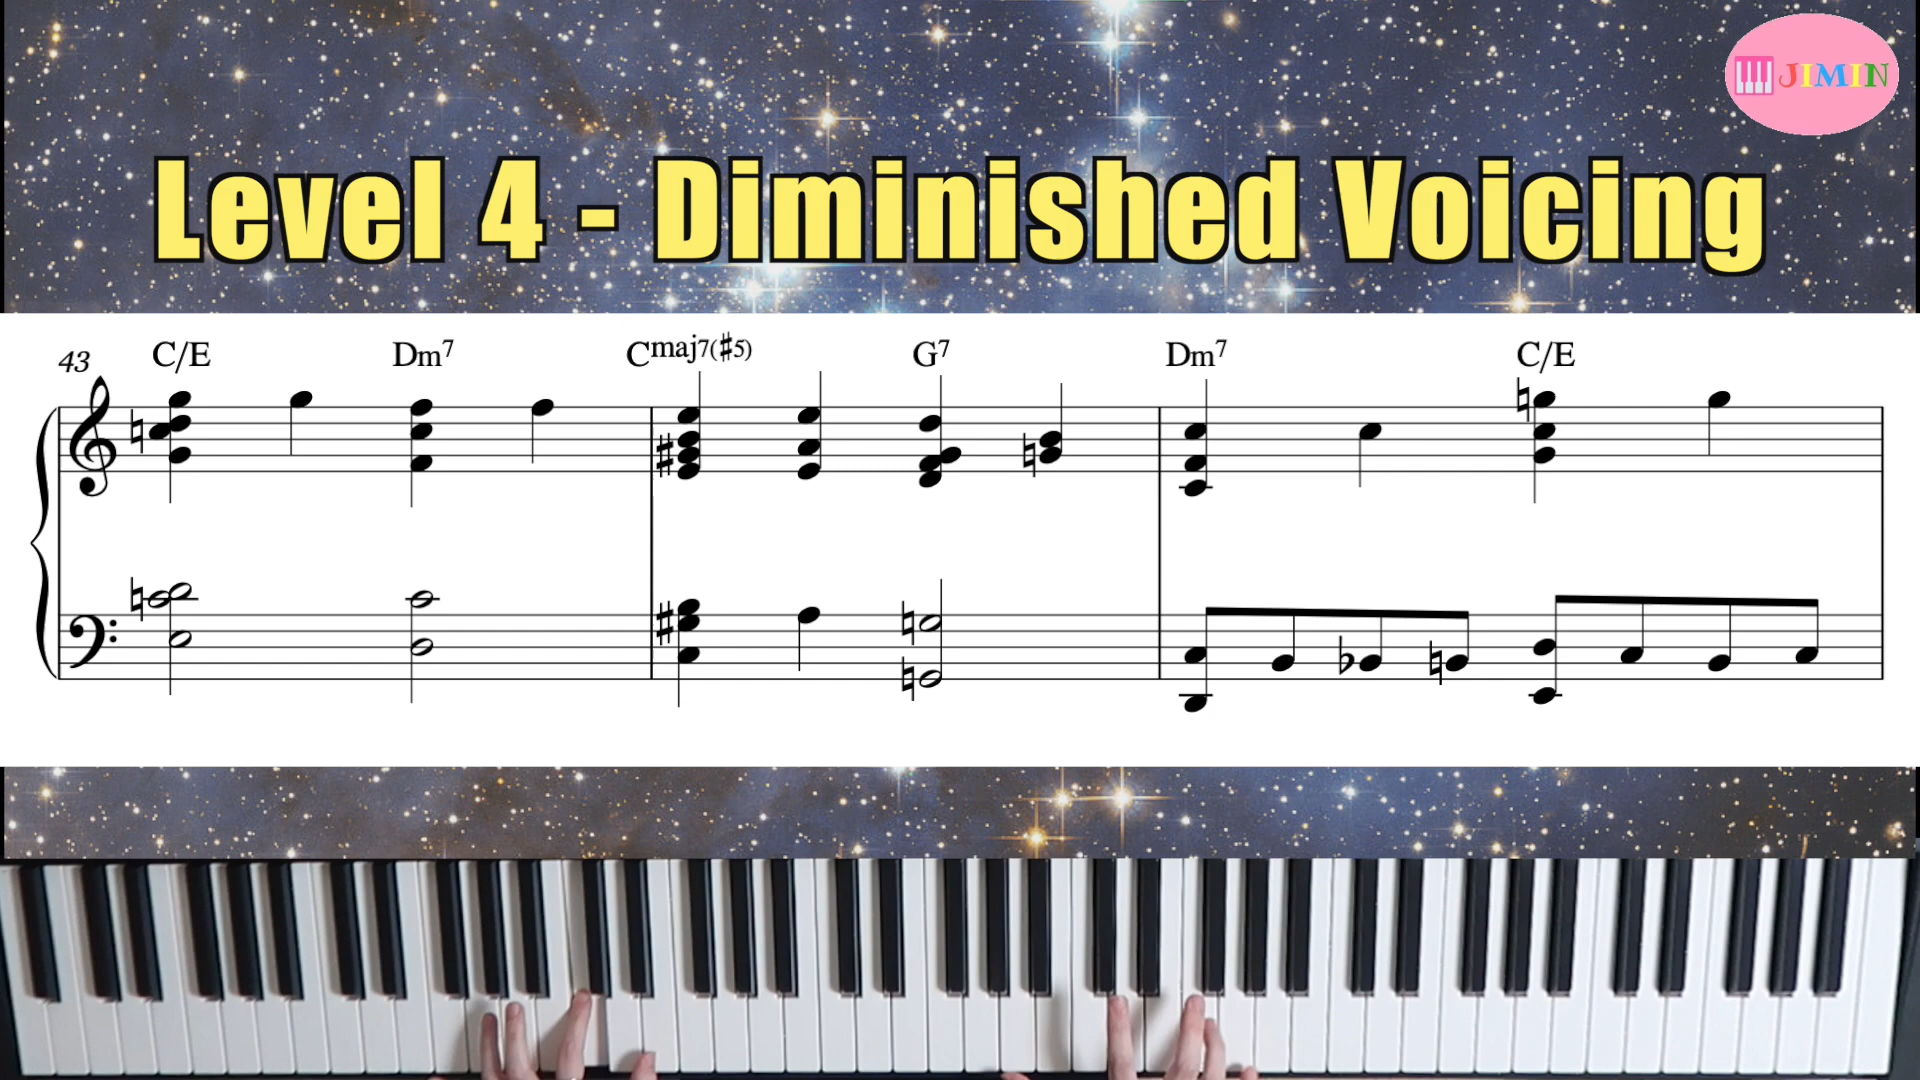 JIMIN
Level 4 - Diminished Voicing
43 C/E Dm7 Cmaj7(#5) G7 Dm7 C/E